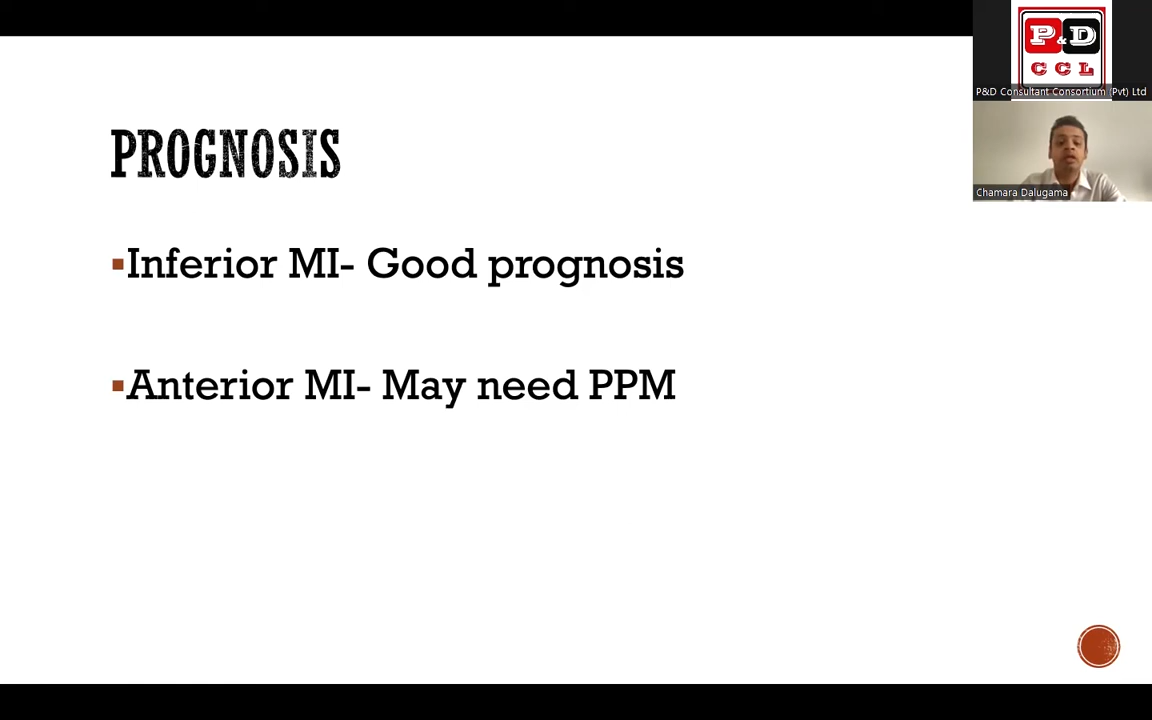 P&D
CCL
P&D Consultant Consortium (Pvt) Ltd
Chamara Dalugama
PROGNOSIS
▪Inferior MI- Good prognosis
▪Anterior MI- May need PPM